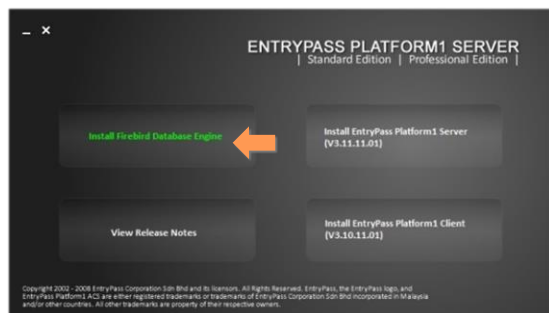 ENTRYPASS PLATFORM1 SERVER
| Standard Edition | Professional Edition |
Install Firebird Database Engine
Install EntryPass Platform1 Server
(V3.11.11.01)
View Release Notes
Install EntryPass Platform1 Client
(V3.10.11.01)
Copyright 2002 - 2008 EntryPass Corporation Sdn Bhd and its licensors. All Rights Reserved. EntryPass, the EntryPass logo, and
EntryPass Platform1 ACS are either registered trademarks or trademarks of EntryPass Corporation Sdn Bhd incorporated in Malaysia
and/or other countries. All other trademarks are property of their respective owners.